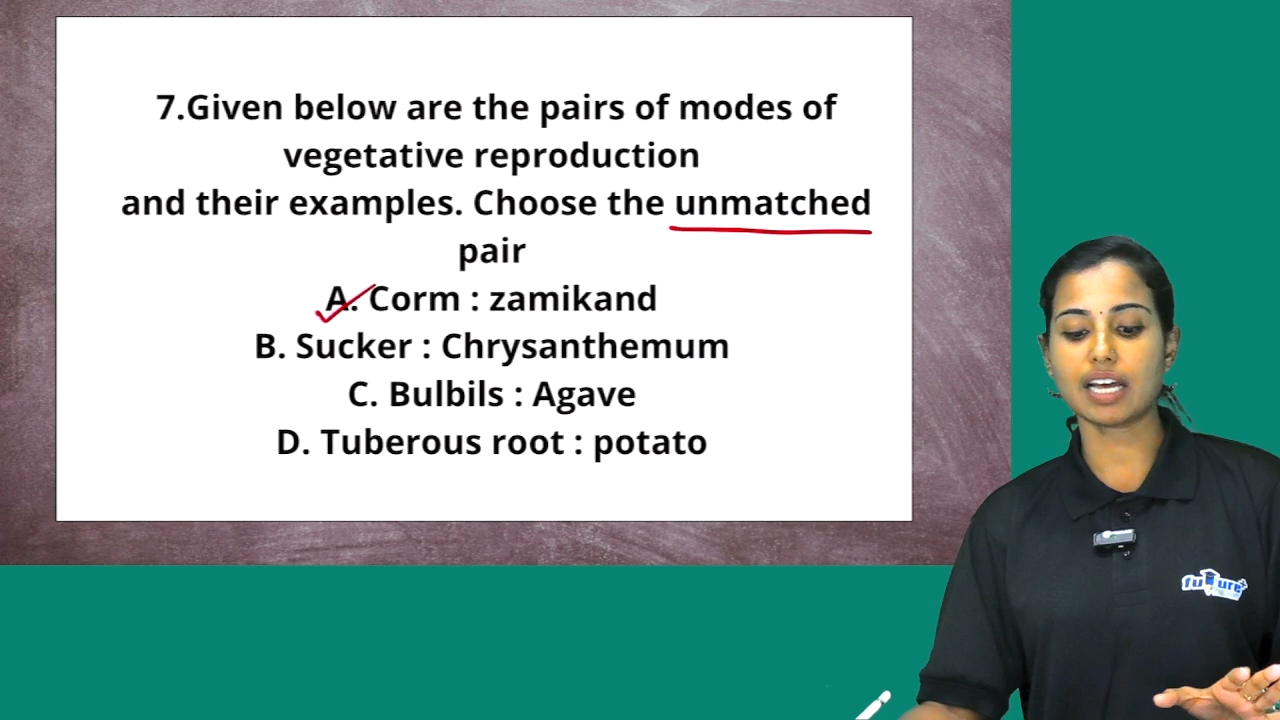 7.Given below are the pairs of modes of
vegetative reproduction
and their examples. Choose the unmatched
pair
A. Corm : zamikand
B. Sucker : Chrysanthemum
C. Bulbils : Agave
D. Tuberous root : potato
future+